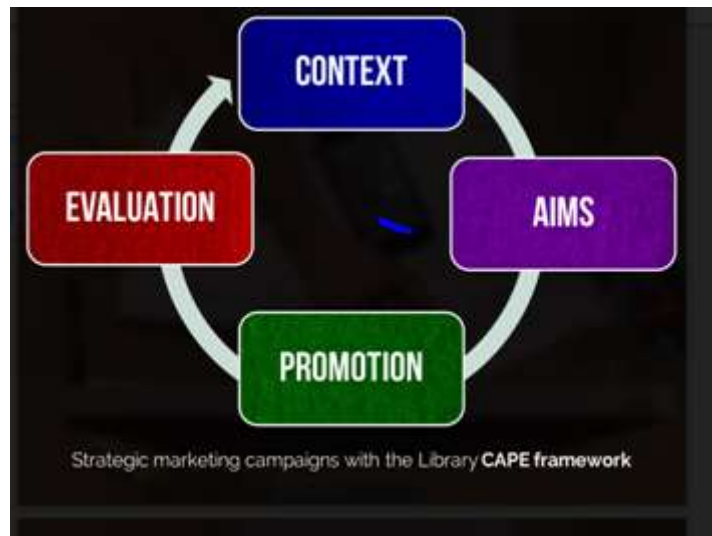 CONTEXT
AIMS
PROMOTION
EVALUATION
Strategic marketing campaigns with the Library CAPE framework